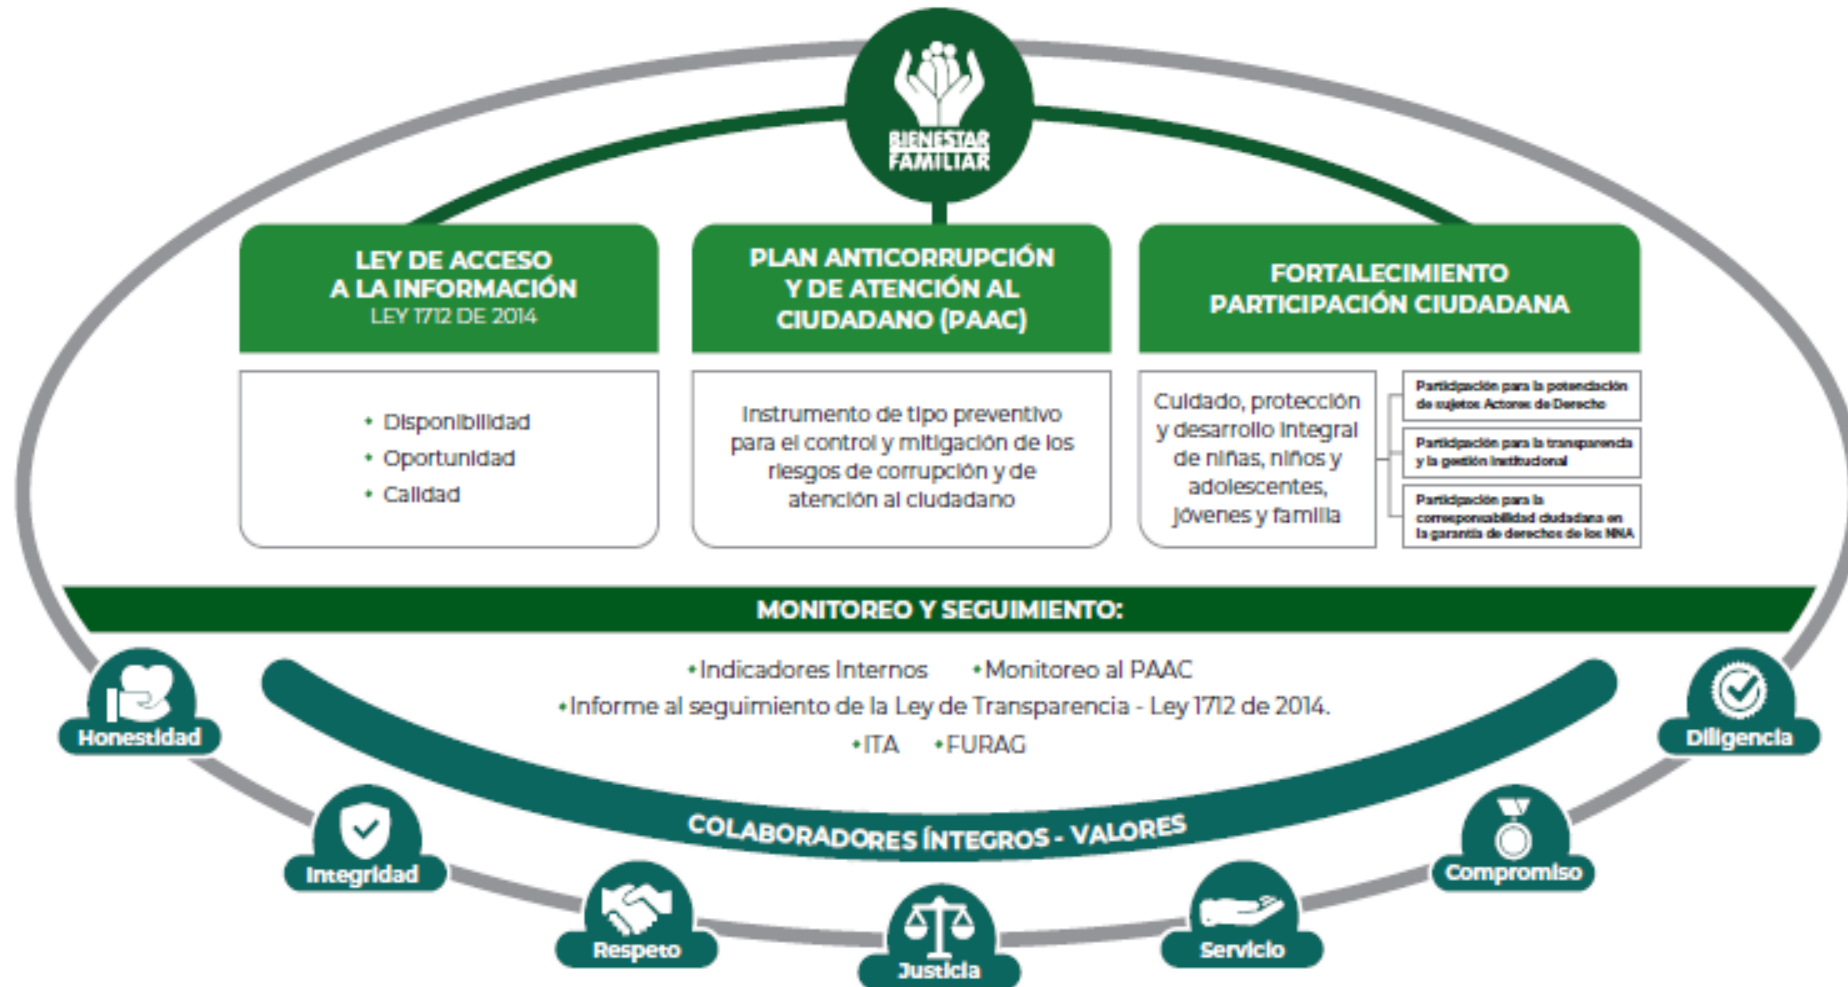 BIENESTAR
FAMILIAR
LEY DE ACCESO
A LA INFORMACIÓN
LEY 1712 DE 2014
• Disponibilidad
• Oportunidad
• Calidad
PLAN ANTICORRUPCIÓN
Y DE ATENCIÓN AL
CIUDADANO (PAAC)
Instrumento de tipo preventivo
para el control y mitigación de los
riesgos de corrupción y de
atención al ciudadano
FORTALECIMIENTO
PARTICIPACIÓN CIUDADANA
Cuidado, protección
y desarrollo integral
de niñas, niños y
adolescentes,
jóvenes y familia
Participación para la potenciación
de sujetos Actores de Derecho
Participación para la transparencia
y la gestión institucional
Participación para la
corresponsabilidad ciudadana en
la garantía de derechos de los NNA
MONITOREO Y SEGUIMIENTO:
• Indicadores Internos • Monitoreo al PAAC
• Informe al seguimiento de la Ley de Transparencia - Ley 1712 de 2014.
• ITA • FURAG
COLABORADORES ÍNTEGROS - VALORES
Honestidad
Integridad
Respeto
Justicia
Servicio
Compromiso
Diligencia